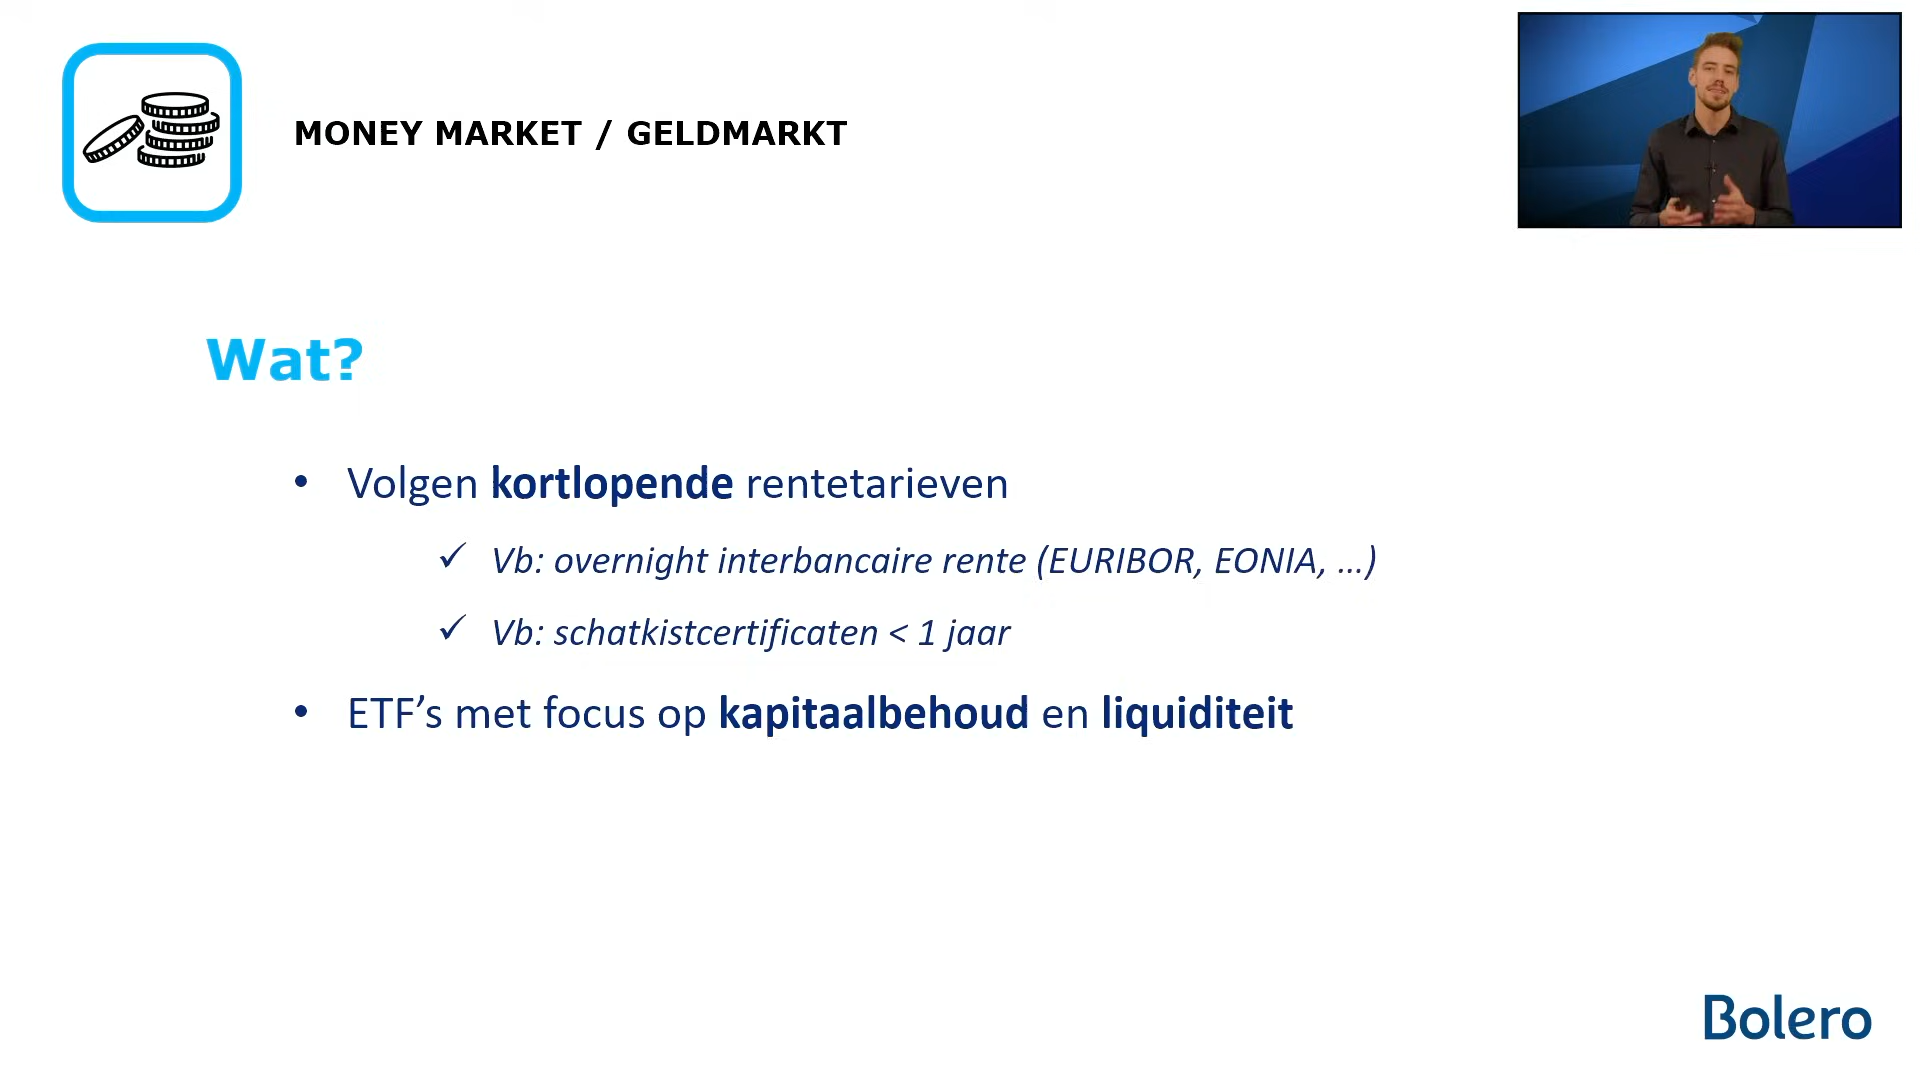 MONEY MARKET / GELDMARKT
Wat?
• Volgen kortlopende rentetarieven
✓ Vb: overnight interbancaire rente (EURIBOR, EONIA, ...)
✓ Vb: schatkistcertificaten < 1 jaar
• ETF’s met focus op kapitaalbehoud en liquiditeit
Bolero